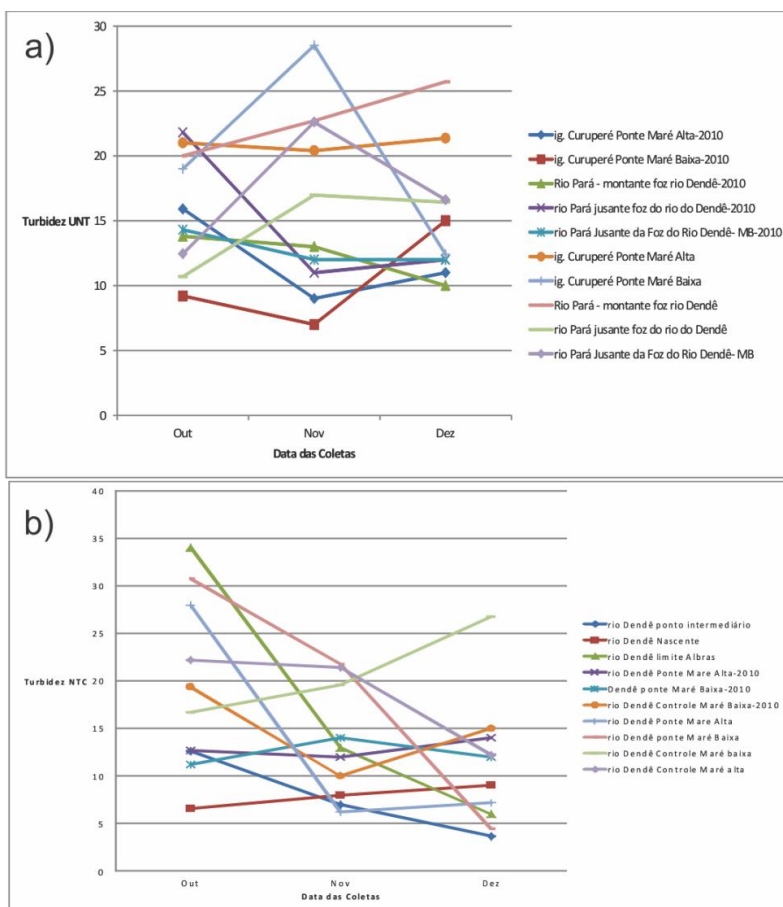 a)
30
25
20
15
10
5
0
Turbidez UNT
Out Nov Dez
Data das Coletas
ig. Curuperé Ponte Maré Alta-2010
ig. Curuperé Ponte Maré Baixa-2010
Rio Pará - montante foz rio Dendê-2010
rio Pará jusante foz do rio do Dendê-2010
rio Pará Jusante da Foz do Rio Dendê- MB-2010
ig. Curuperé Ponte Maré Alta
ig. Curuperé Ponte Maré Baixa
Rio Pará - montante foz rio Dendê
rio Pará jusante foz do rio do Dendê
rio Pará Jusante da Foz do Rio Dendê- MB
b)
40
35
30
25
20
15
10
5
0
Turbidez NTC
Out Nov Dez
Data das Coletas
rio Dendê ponto intermediário
rio Dendê Nascente
rio Dendê limite Albras
rio Dendê Ponte Mare Alta-2010
Dendê ponte Maré Baixa-2010
rio Dendê Controle Maré Baixa-2010
rio Dendê Ponte Mare Alta
rio Dendê ponte Maré Baixa
rio Dendê Controle Maré baixa
rio Dendê Controle Maré alta